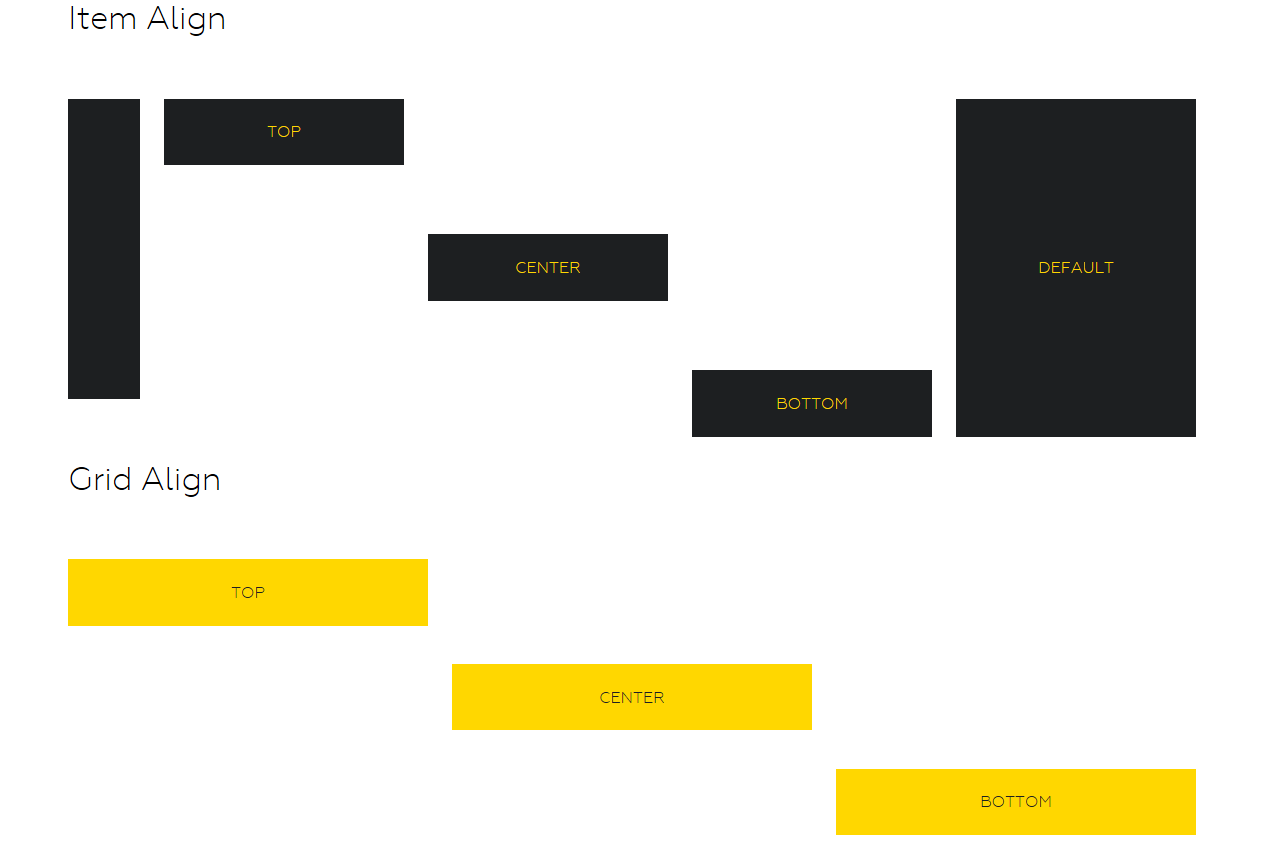 Item Align
TOP
CENTER
DEFAULT
BOTTOM
Grid Align
TOP
CENTER
BOTTOM